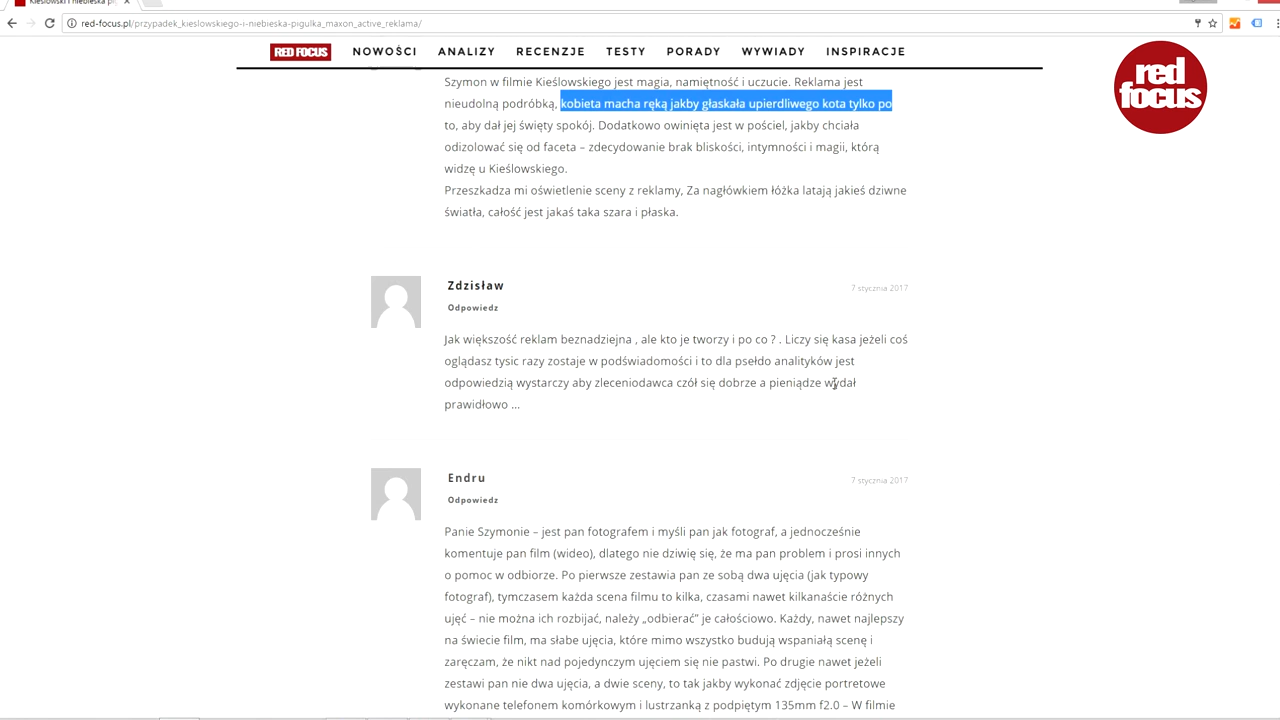 Kieślowski i niebieska pig
red-focus.pl/przypadek_kieslowskiego-i-niebieska-pigulka_maxon_active_reklama/
RED FOCUS NOWOŚCI ANALIZY RECENZJE TESTY PORADY WYWIADY INSPIRACJE
red
focus
Szymon w filmie Kieślowskiego jest magia, namiętność i uczucie. Reklama jest
nieudolną podróbką, kobieta macha ręką jakby głaskała upierdliwego kota tylko po
to, aby dał jej święty spokój. Dodatkowo owinięta jest w pościel, jakby chciała
odizolować się od faceta – zdecydowanie brak bliskości, intymności i magii, którą
widzę u Kieślowskiego.
Przeszkadza mi oświetlenie sceny z reklamy, Za nagłówkiem łóżka latają jakieś dziwne
światła, całość jest jakaś taka szara i płaska.
Zdzisław
7 stycznia 2017
Odpowiedz
Jak większość reklam beznadziejna , ale kto je tworzy i po co ? . Liczy się kasa jeżeli coś
oglądasz tysic razy zostaje w podświadomości i to dla psełdo analityków jest
odpowiedzią wystarczy aby zleceniodawca czół się dobrze a pieniądze wydał
prawidłowo ...
Endru
7 stycznia 2017
Odpowiedz
Panie Szymonie – jest pan fotografem i myśli pan jak fotograf, a jednocześnie
komentuje pan film (wideo), dlatego nie dziwię się, że ma pan problem i prosi innych
o pomoc w odbiorze. Po pierwsze zestawia pan ze sobą dwa ujęcia (jak typowy
fotograf), tymczasem każda scena filmu to kilka, czasami nawet kilkanaście różnych
ujęć – nie można ich rozbijać, należy „odbierać” je całościowo. Każdy, nawet najlepszy
na świecie film, ma słabe ujęcia, które mimo wszystko budują wspaniałą scenę i
zaręczam, że nikt nad pojedynczym ujęciem się nie pastwi. Po drugie nawet jeżeli
zestawi pan nie dwa ujęcia, a dwie sceny, to tak jakby wykonać zdjęcie portretowe
wykonane telefonem komórkowym i lustrzanką z podpiętym 135mm f2.0 – W filmie